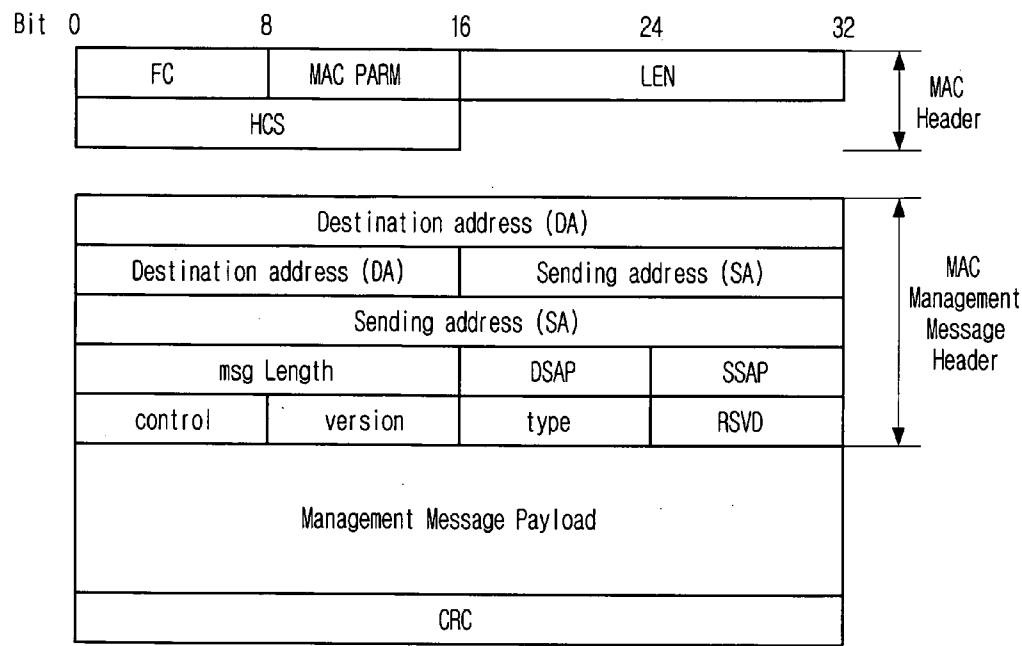 Bit 0 8 16 24 32
FC MAC PARM LEN
HCS
MAC
Header
Destination address (DA)
Destination address (DA) Sending address (SA)
Sending address (SA)
msg Length DSAP SSAP
control version type RSVD
MAC
Management
Message
Header
Management Message Payload
CRC